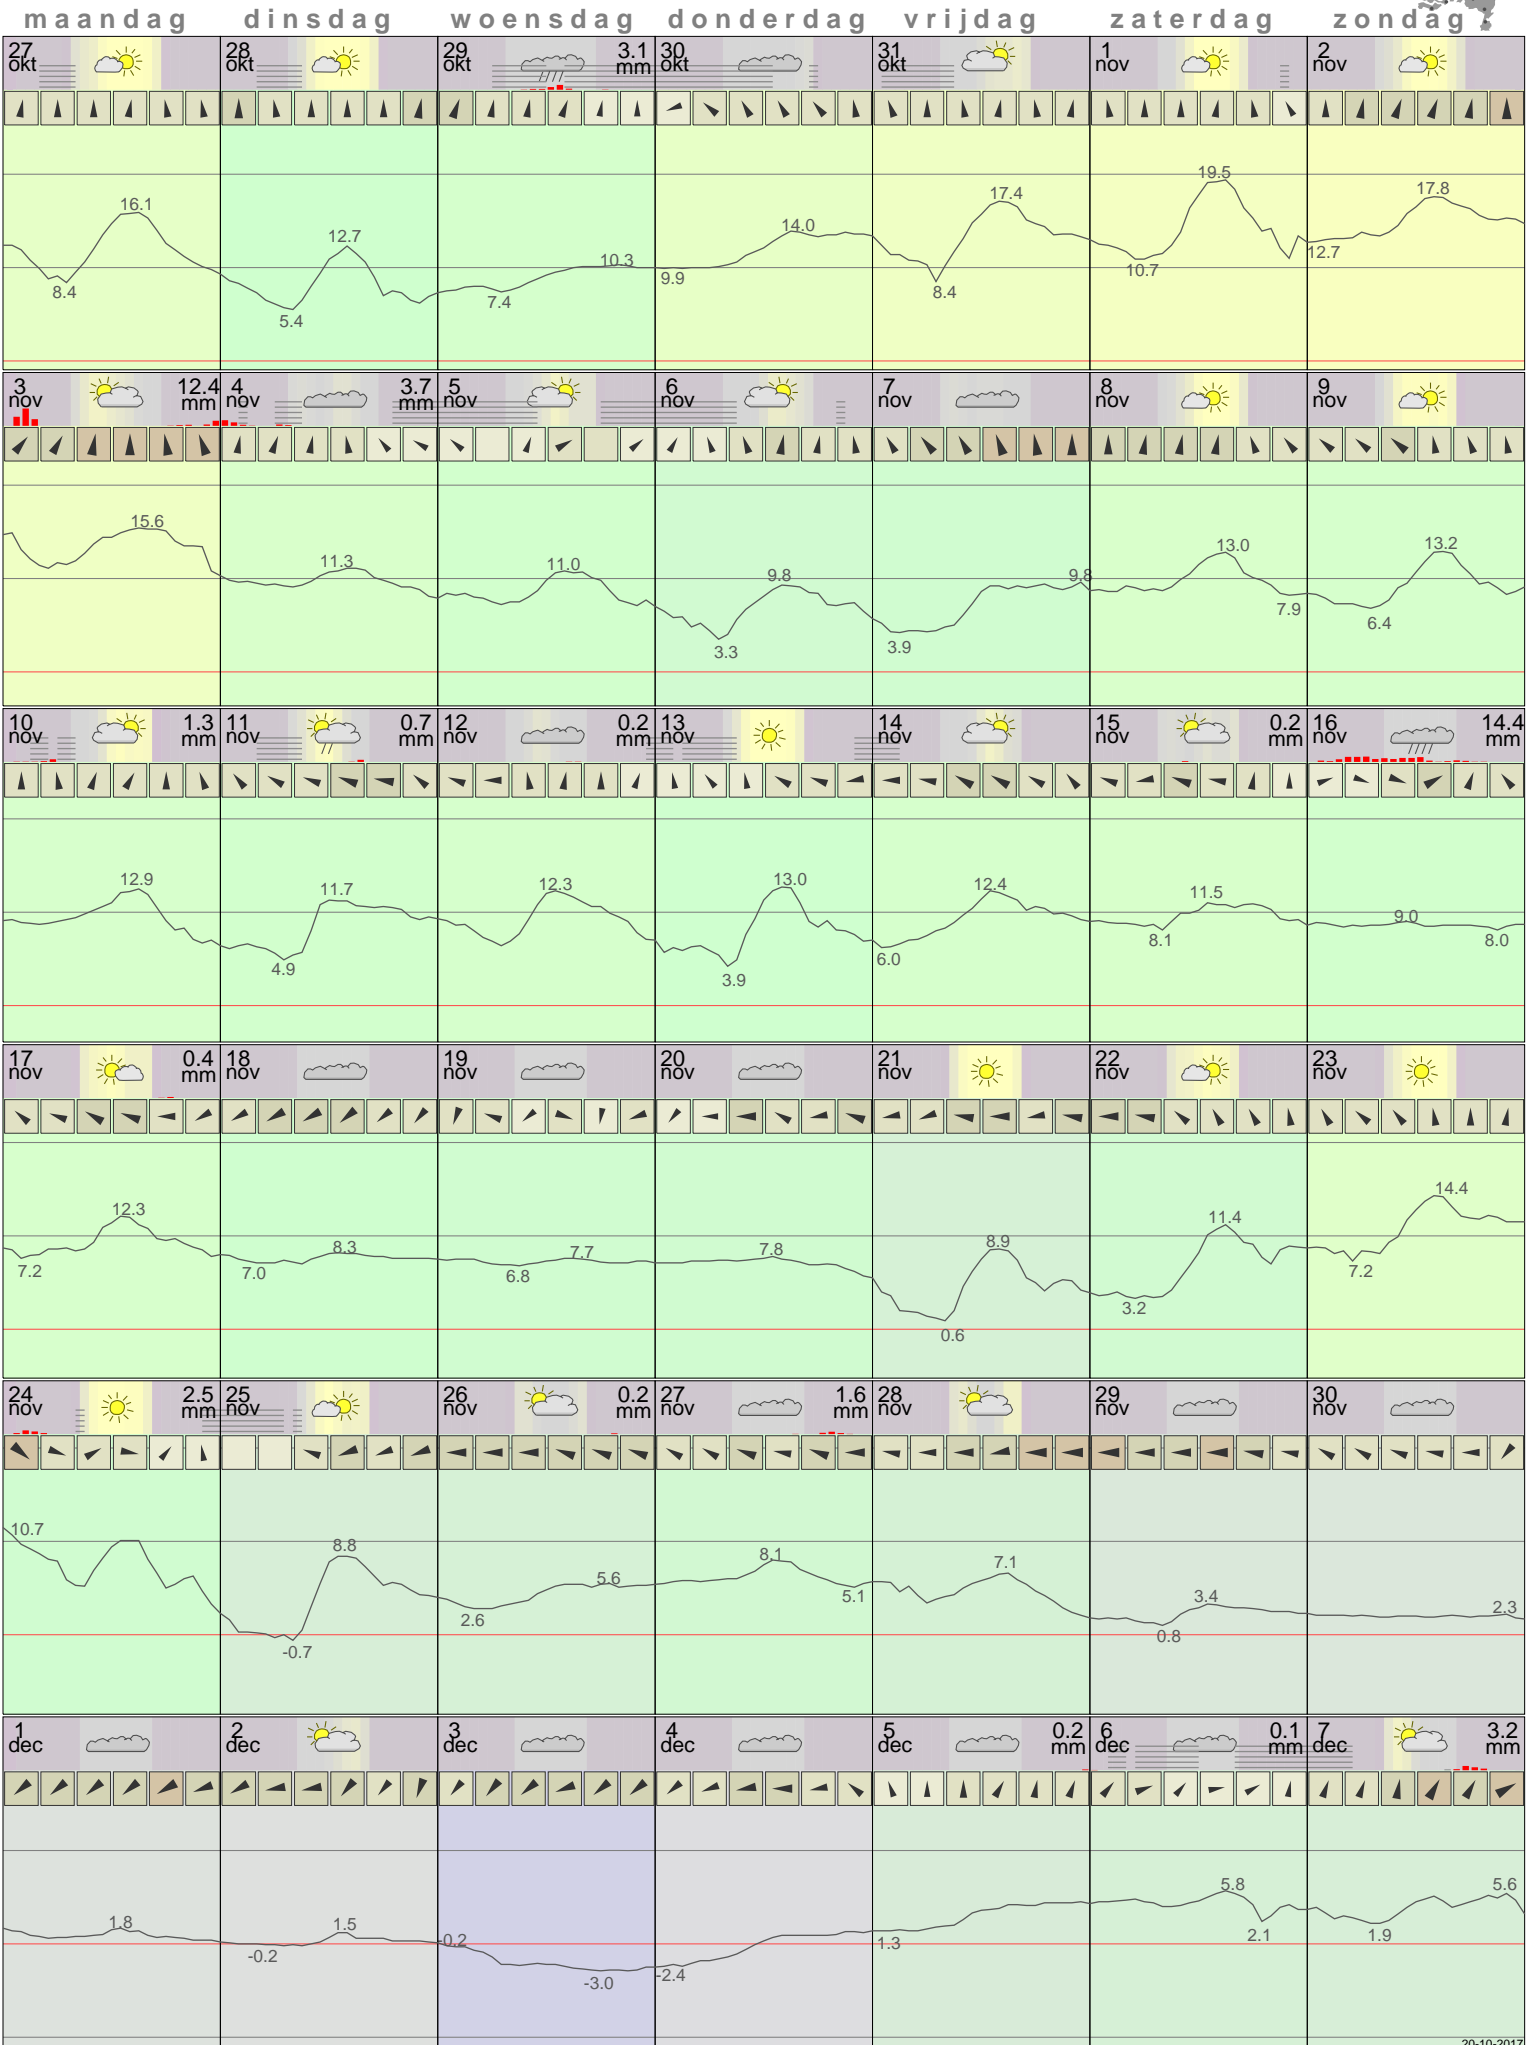 maandag dinsdag woensdag donderdag vrijdag zaterdag zondag
27 28 29 3.1 30 31 1 2
okt okt okt mm okt okt nov nov
16.1 8.4 12.7 5.4 7.4 10.3 9.9 14.0 8.4 17.4 10.7 19.5 12.7 17.8
3 12.4 4 3.7 5 6 7 8 9
nov mm nov mm nov nov nov nov nov
15.6 11.3 11.0 3.3 9.8 3.9 9.8 13.0 7.9 6.4 13.2
10 1.3 11 0.7 12 0.2 13 14 15 0.2 16 14.4
nov mm nov mm nov mm nov nov nov mm nov mm
12.9 4.9 11.7 12.3 3.9 13.0 6.0 12.4 8.1 11.5 9.0 8.0
17 0.4 18 19 20 21 22 23
nov mm nov nov nov nov nov nov
7.2 12.3 7.0 8.3 6.8 7.7 7.8 0.6 8.9 3.2 11.4 7.2 14.4
24 2.5 25 26 0.2 27 1.6 28 29 30
nov mm nov nov mm nov mm nov nov nov
10.7 -0.7 8.8 2.6 5.6 8.1 5.1 7.1 0.8 3.4 2.3
1 2 3 4 5 0.2 6 0.1 7 3.2
dec dec dec dec dec mm dec mm dec mm
1.8 -0.2 1.5 -0.2 -3.0 -2.4 1.3 5.8 2.1 1.9 5.6
20-10-2017